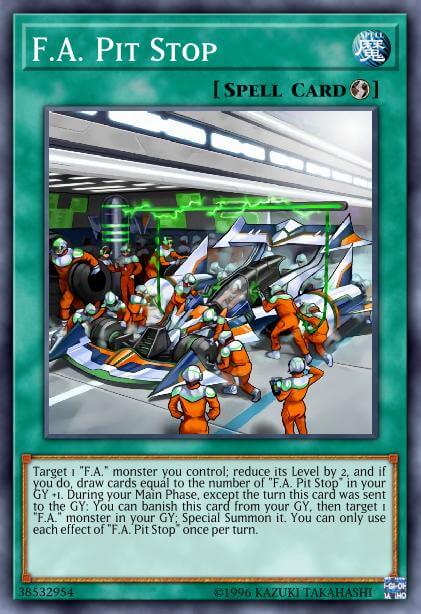 F.A. Pit Stop
SPELL
魔
[Spell Card]
Target 1 "F.A." monster you control; reduce its Level by 2, and if
you do, draw cards equal to the number of "F.A. Pit Stop" in your
GY +1. During your Main Phase, except the turn this card was sent
to the GY: You can banish this card from your GY, then target 1
"F.A." monster in your GY; Special Summon it. You can only use
each effect of "F.A. Pit Stop" once per turn.
38532954
©1996 KAZUKI TAKAHASHI